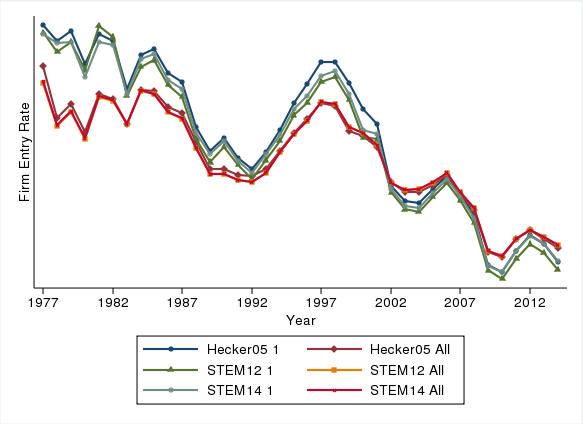 Firm Entry Rate
1977 1982 1987 1992 1997 2002 2007 2012
Year
Hecker05 1 Hecker05 All
STEM12 1 STEM12 All
STEM14 1 STEM14 All